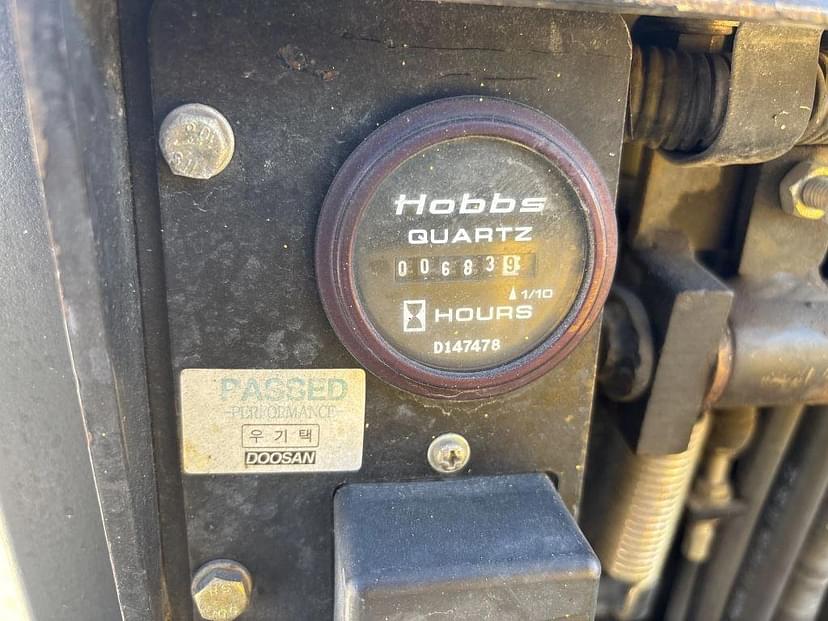 Hobbs
QUARTZ
006839
1/10
HOURS
D147478
PASSED
-PERFORMANCE-
우기택
DOOSAN